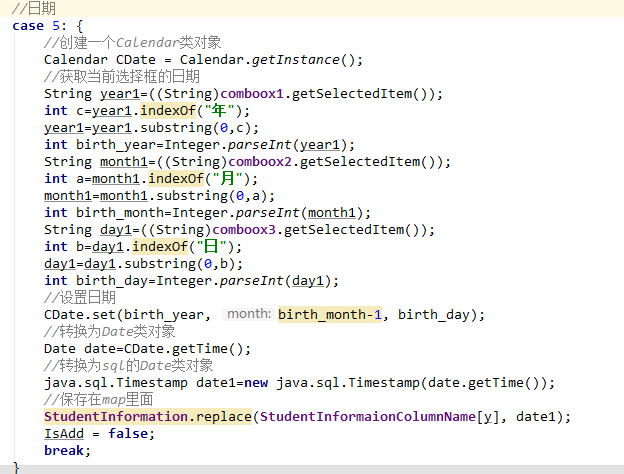 //日期
case 5: {
//创建一个Calendar类对象
Calendar CDate = Calendar.getInstance();
//获取当前选择框的日期
String year1=((String)comboox1.getSelectedItem());
int c=year1.indexOf("年");
year1=year1.substring(0,c);
int birth_year=Integer.parseInt(year1);
String month1=((String)comboox2.getSelectedItem());
int a=month1.indexOf("月");
month1=month1.substring(0,a);
int birth_month=Integer.parseInt(month1);
String day1=((String)comboox3.getSelectedItem());
int b=day1.indexOf("日");
day1=day1.substring(0,b);
int birth_day=Integer.parseInt(day1);
//设置日期
CDate.set(birth_year, month: birth_month-1, birth_day);
//转换为Date类对象
Date date=CDate.getTime();
//转换为sql的Date类对象
java.sql.Timestamp date1=new java.sql.Timestamp(date.getTime());
//保存在map里面
StudentInformation.replace(StudentInformaionColumnName[y], date1);
IsAdd = false;
break;
}